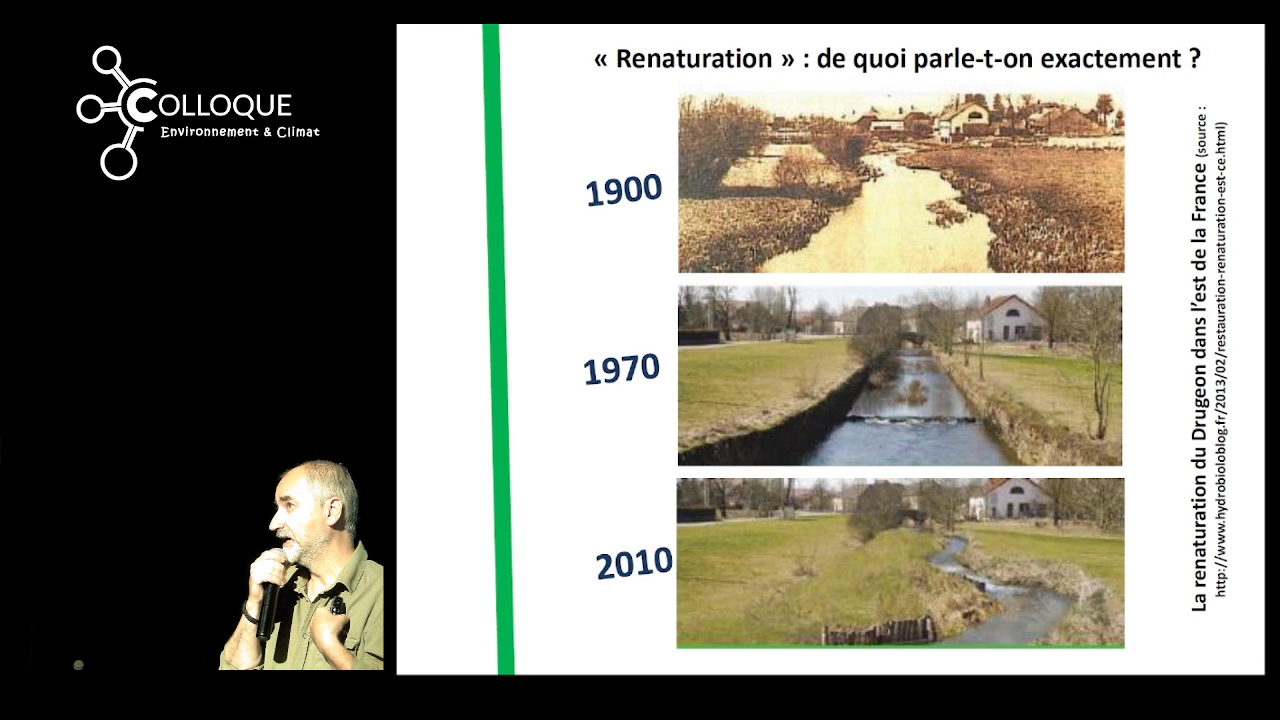 COLLOQUE
Environnement & Climat
« Renaturation » : de quoi parle-t-on exactement ?
1900
1970
2010
La renaturation du Drugeon dans l'est de la France (source :
http://www.hydrobioloblog.fr/2013/02/restauration-renaturation-est-ce.html)